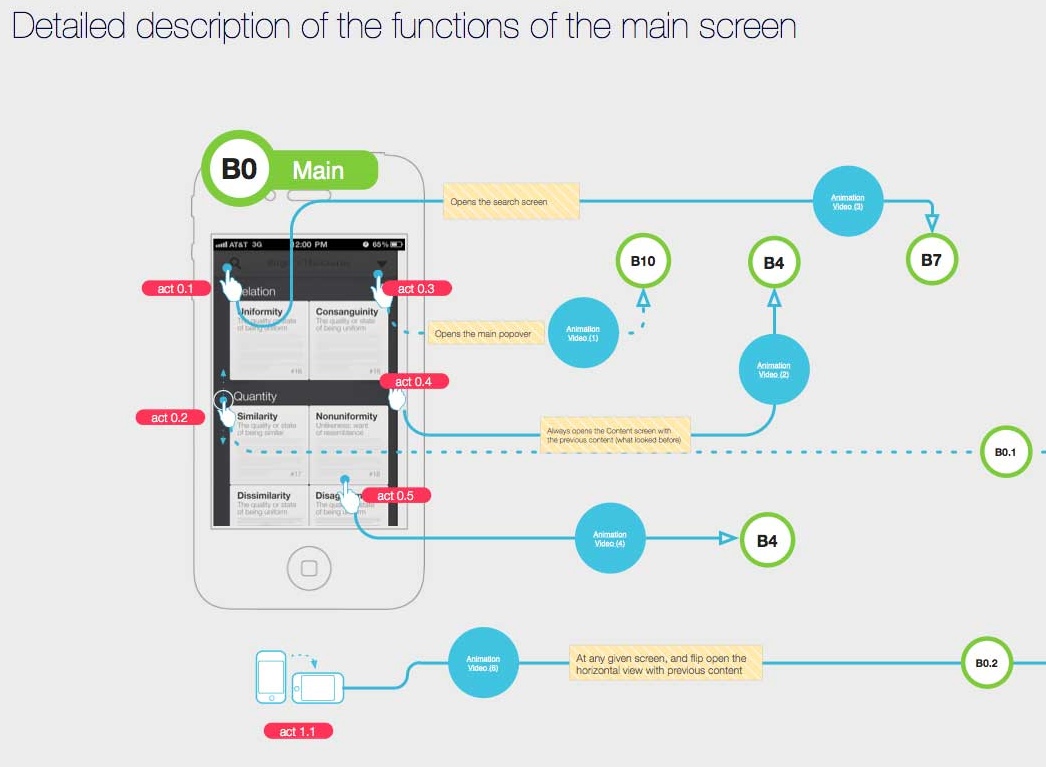 Detailed description of the functions of the main screen
B0 Main
Opens the search screen
Animation
Video (3)
B7
AT&T 3G 12:00 PM 65%
act 0.1
act 0.3
B10
B4
elation
Uniformity
The quality or state
of being uniform
#16
Consanguinity
The quality or state
of being uniform
Opens the main popover
Animation
Video (1)
Animation
Video (2)
act 0.4
act 0.2
Quantity
Similarity
The quality or state
of being similar
#17
Nonuniformity
Unlikeness: want
of resemblance
#18
Always opens the Content screen with
the previous content (what looked before)
B0.1
Dissimilarity
The quality or state
of being uniform
act 0.5
Animation
Video (4)
B4
Animation
At any given screen, and flip open the
horizontal view with previous content
B0.2
act 1.1